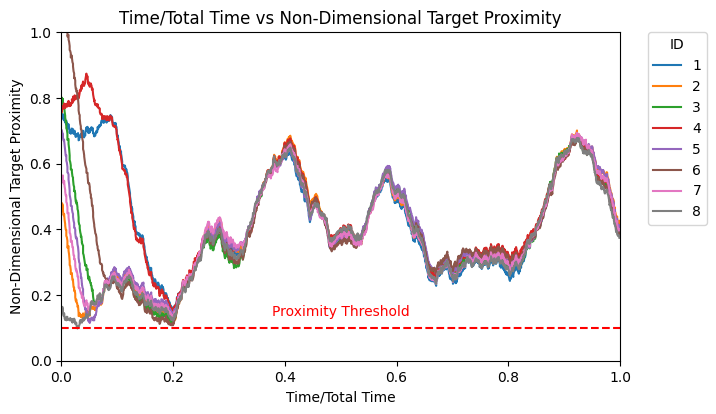 Time/Total Time vs Non-Dimensional Target Proximity
Non-Dimensional Target Proximity
1.0
0.8
0.6
0.4
0.2
0.0
Proximity Threshold
0.0 0.2 0.4 0.6 0.8 1.0
Time/Total Time
ID
1
2
3
4
5
6
7
8